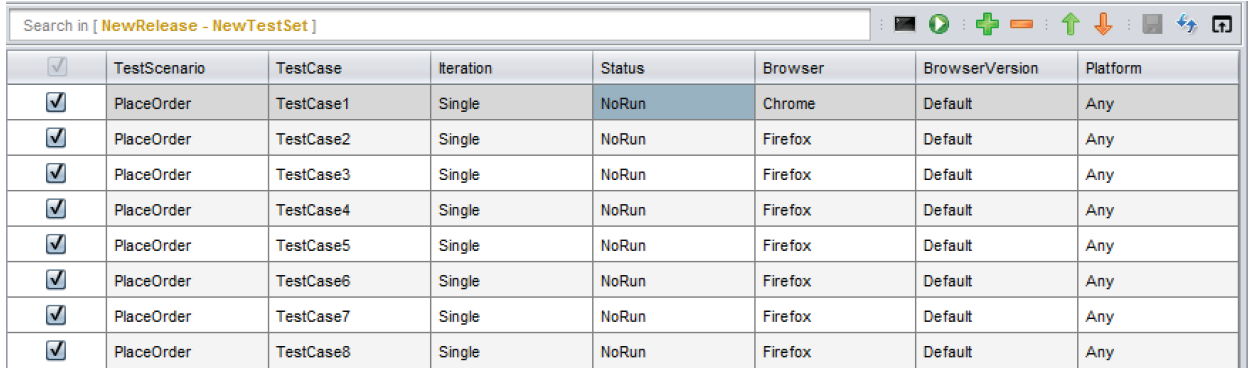 Search in [ NewRelease - NewTestSet ]
TestScenario TestCase Iteration Status Browser BrowserVersion Platform
PlaceOrder TestCase1 Single NoRun Chrome Default Any
PlaceOrder TestCase2 Single NoRun Firefox Default Any
PlaceOrder TestCase3 Single NoRun Firefox Default Any
PlaceOrder TestCase4 Single NoRun Firefox Default Any
PlaceOrder TestCase5 Single NoRun Firefox Default Any
PlaceOrder TestCase6 Single NoRun Firefox Default Any
PlaceOrder TestCase7 Single NoRun Firefox Default Any
PlaceOrder TestCase8 Single NoRun Firefox Default Any